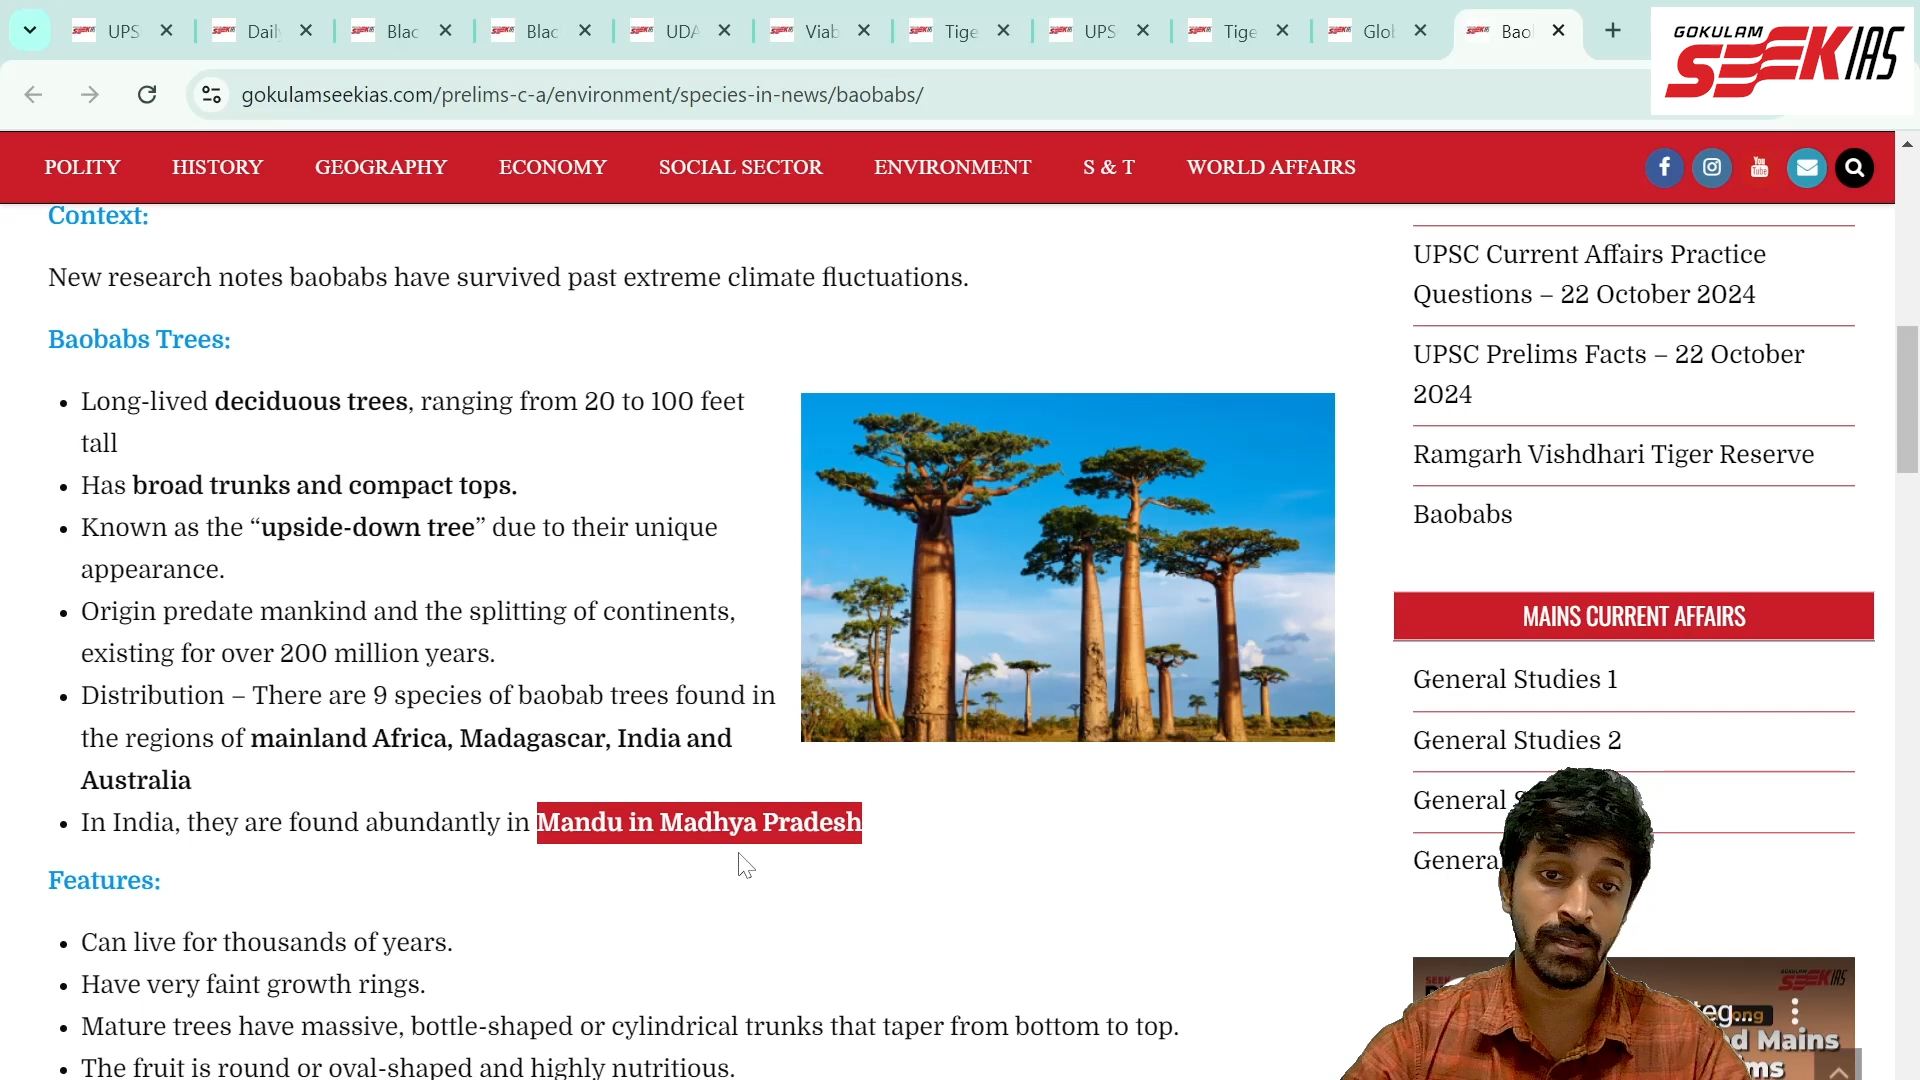 UPS
Daily
Blac
Blac
UDA
Viab
Tige
UPS
Tige
Glo
Bao
GOKULAM
SEEKIAS
gokulamseekias.com/prelims-c-a/environment/species-in-news/baobabs/
POLITY HISTORY GEOGRAPHY ECONOMY SOCIAL SECTOR ENVIRONMENT S & T WORLD AFFAIRS
You
Tube
Context:
New research notes baobabs have survived past extreme climate fluctuations.
Baobabs Trees:
• Long-lived deciduous trees, ranging from 20 to 100 feet
tall
• Has broad trunks and compact tops.
• Known as the “upside-down tree” due to their unique
appearance.
• Origin predate mankind and the splitting of continents,
existing for over 200 million years.
• Distribution – There are 9 species of baobab trees found in
the regions of mainland Africa, Madagascar, India and
Australia
• In India, they are found abundantly in Mandu in Madhya Pradesh
Features:
• Can live for thousands of years.
• Have very faint growth rings.
• Mature trees have massive, bottle-shaped or cylindrical trunks that taper from bottom to top.
• The fruit is round or oval-shaped and highly nutritious.
UPSC Current Affairs Practice
Questions – 22 October 2024
UPSC Prelims Facts – 22 October
2024
Ramgarh Vishdhari Tiger Reserve
Baobabs
MAINS CURRENT AFFAIRS
General Studies 1
General Studies 2
General S
Genera
SEEKIAS
teg...
d Mains
ms